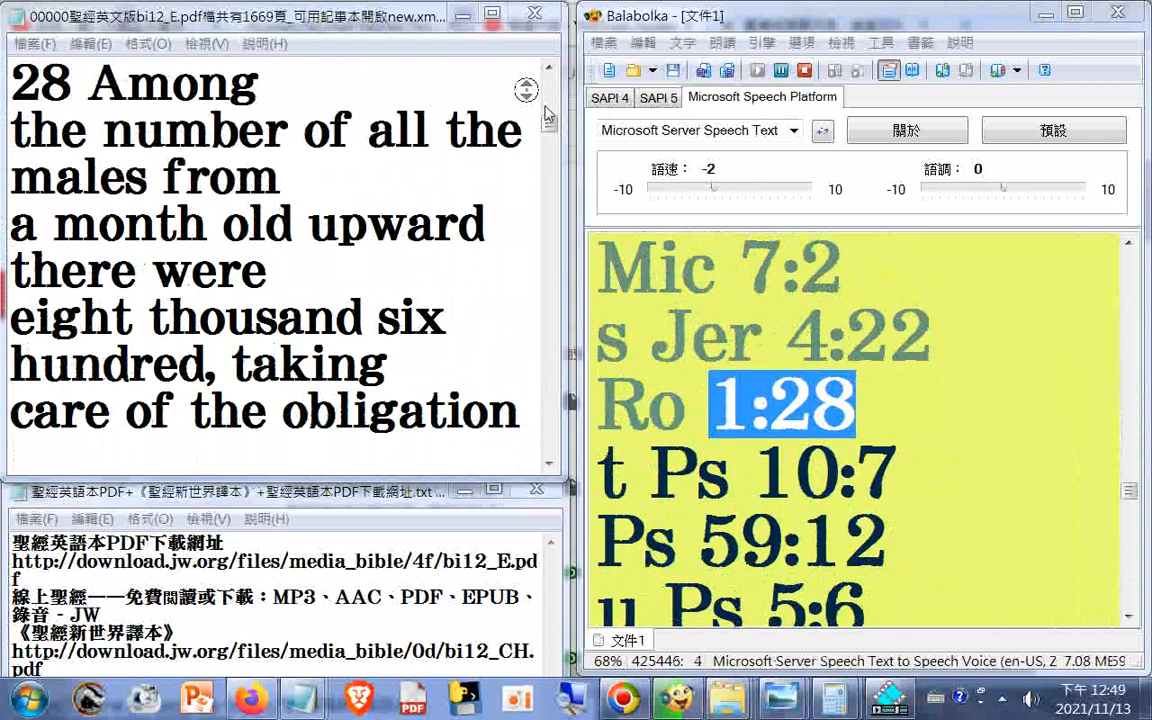 00000聖經英文版bi12_E.pdf檔共有1669頁_可用記事本開啟new.xm...
檔案(F) 編輯(E) 格式(O) 檢視(V) 說明(H)
28 Among
the number of all the
males from
a month old upward
there were
eight thousand six
hundred, taking
care of the obligation
聖經英語本PDF+《聖經新世界譯本》+聖經英語本PDF下載網址.txt ...
檔案(F) 編輯(E) 格式(O) 檢視(V) 說明(H)
聖經英語本PDF下載網址
http://download.jw.org/files/media_bible/4f/bi12_E.pd
f
線上聖經——免費閱讀或下載：MP3、AAC、PDF、EPUB、
錄音 - JW
《聖經新世界譯本》
http://download.jw.org/files/media_bible/0d/bi12_CH.
pdf
Balabolka - [文件1]
檔案 編輯 文字 朗讀 引擎 選項 檢視 工具 書籤 說明
SAPI 4 SAPI 5 Microsoft Speech Platform
Microsoft Server Speech Text 關於 預設
語速： -2 語調： 0
-10 10 -10 10
Mic 7:2
s Jer 4:22
Ro 1:28
t Ps 10:7
Ps 59:12
u Ps 5:6
文件1
68% 425446: 4 Microsoft Server Speech Text to Speech Voice (en-US, Z 7.08 ME
PDF
下午 12:49
2021/11/13